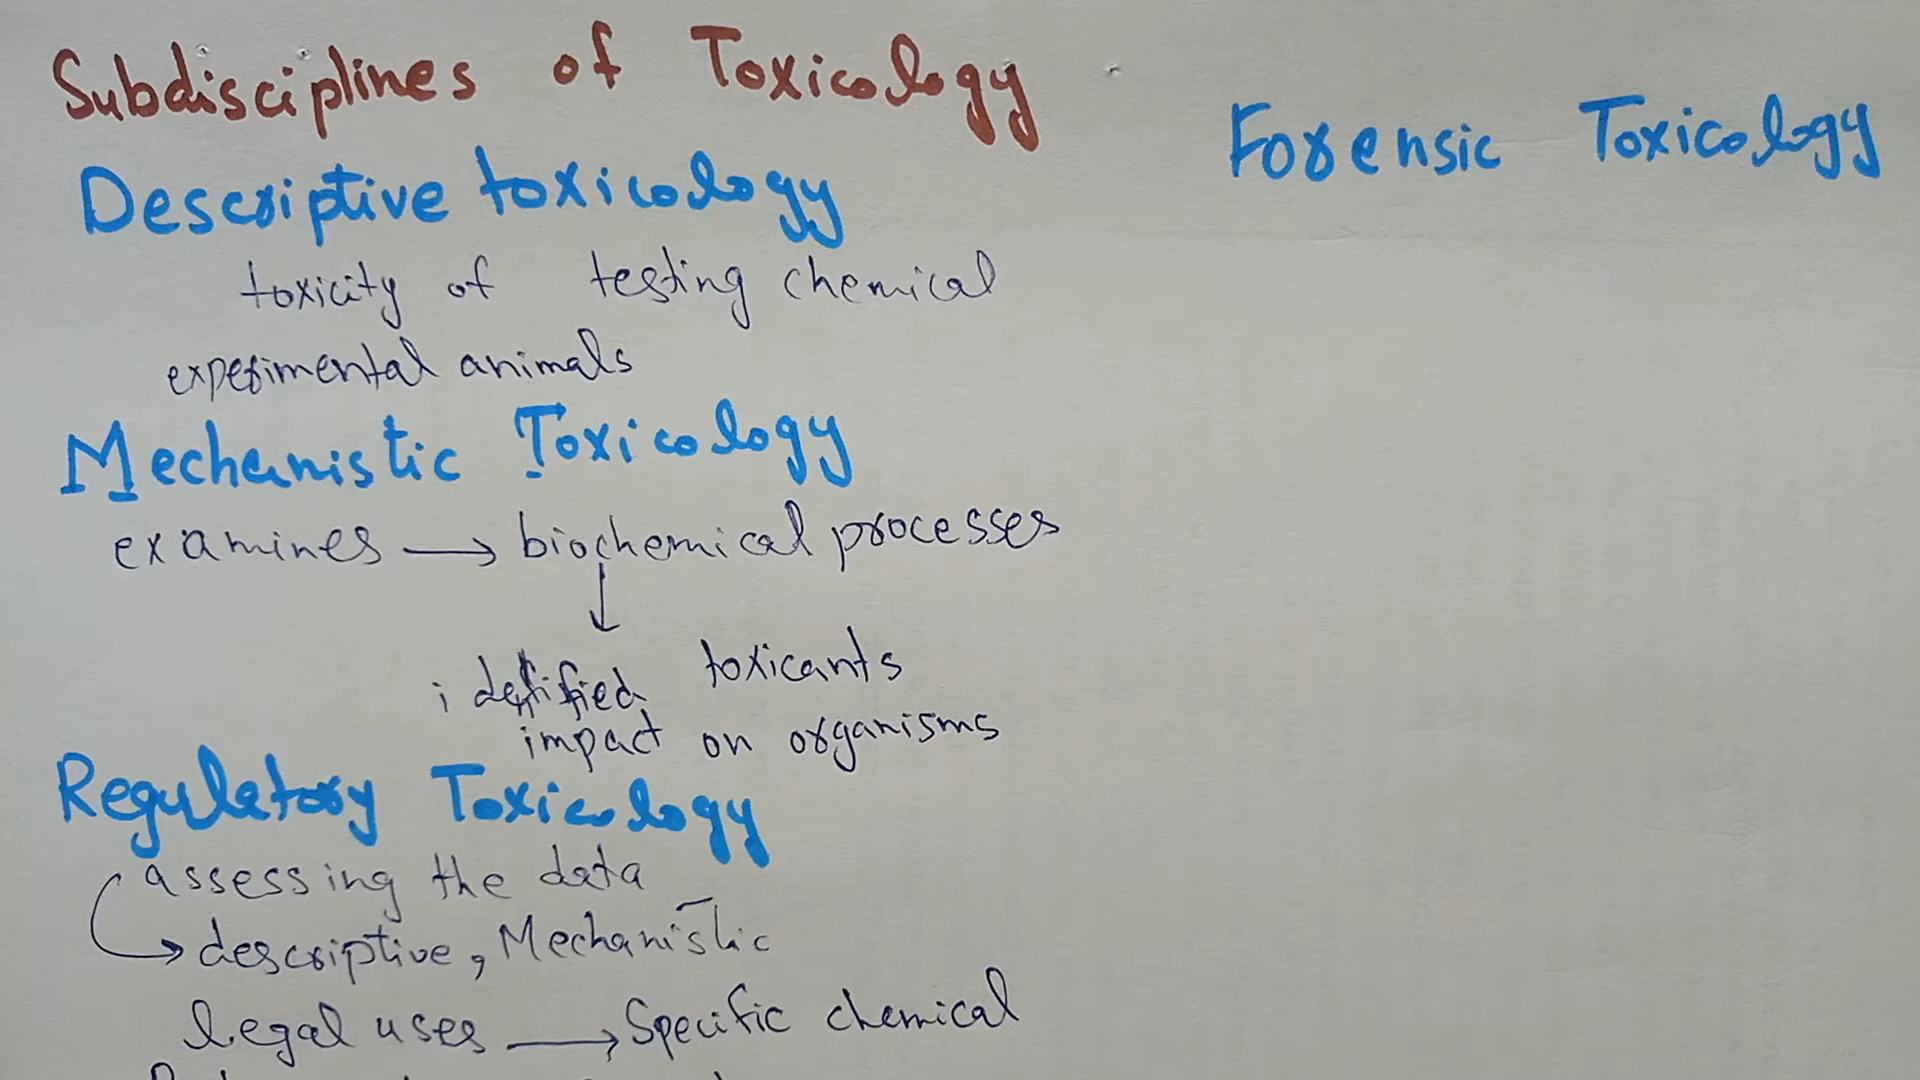 Subdisciplines of Toxicology
Descriptive toxicology
toxicity of testing chemical
experimental animals
Mechanistic Toxicology
examines → biochemical processes
↓
identified toxicants
impact on organisms
Regulatory Toxicology
assessing the data
→ descriptive, Mechanistic
legal uses → Specific chemical
Forensic Toxicology